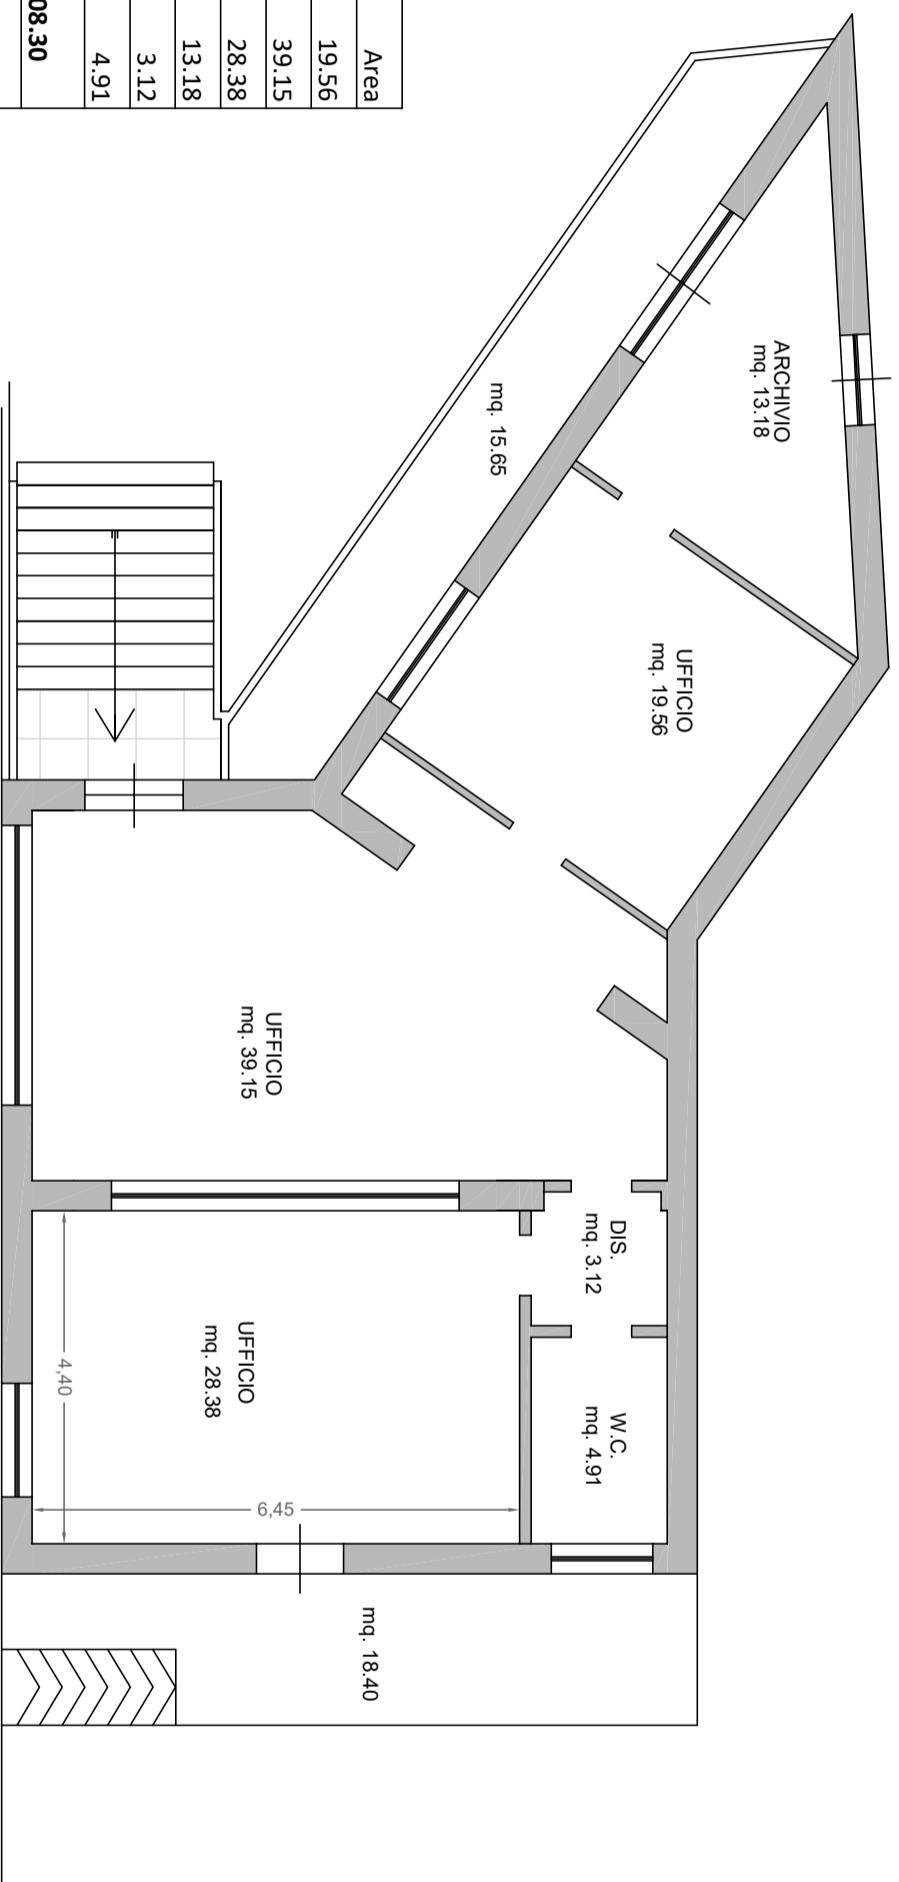 Area
19.56
39.15
28.38
13.18
3.12
4.91
08.30
ARCHIVIO
mq. 13.18
mq. 15.65
UFFICIO
mq. 19.56
UFFICIO
mq. 39.15
DIS.
mq. 3.12
UFFICIO
mq. 28.38
W.C.
mq. 4.91
4,40
6,45
mq. 18.40